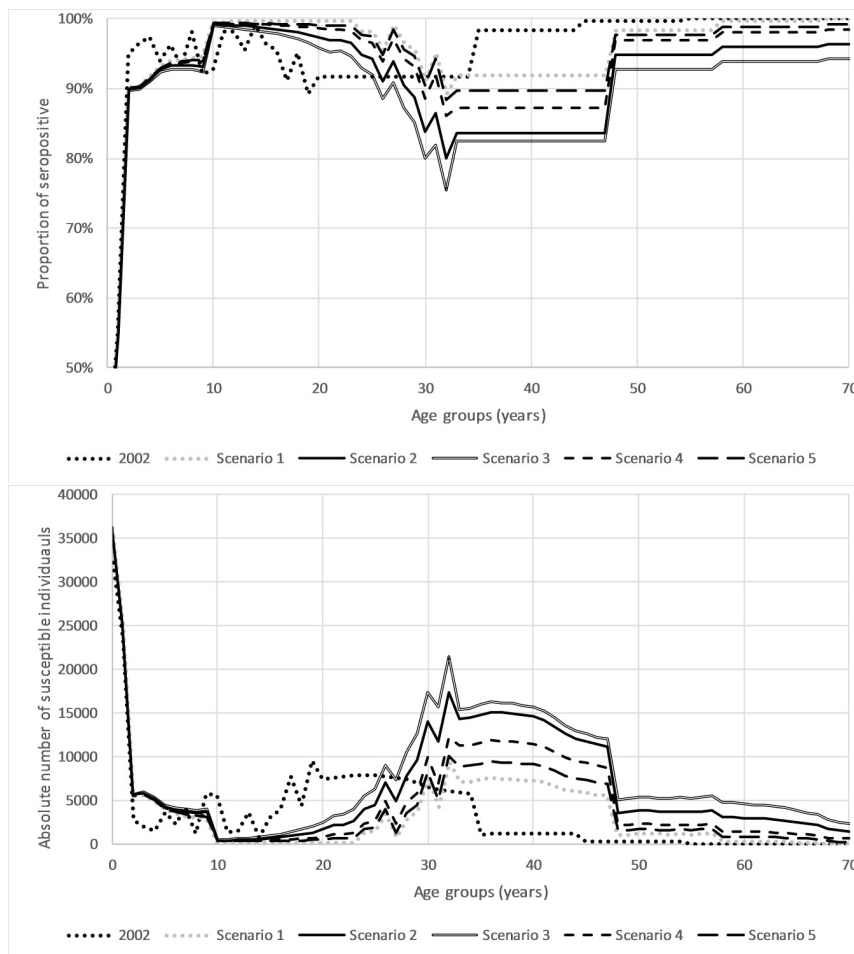 100%
90%
80%
70%
60%
50%
Proportion of seropositive
0 10 20 30 40 50 60 70
Age groups (years)
2002 Scenario 1 Scenario 2 Scenario 3 Scenario 4 Scenario 5
40000
35000
30000
25000
20000
15000
10000
5000
0
Absolute number of susceptible individuauls
0 10 20 30 40 50 60 70
Age groups (years)
2002 Scenario 1 Scenario 2 Scenario 3 Scenario 4 Scenario 5